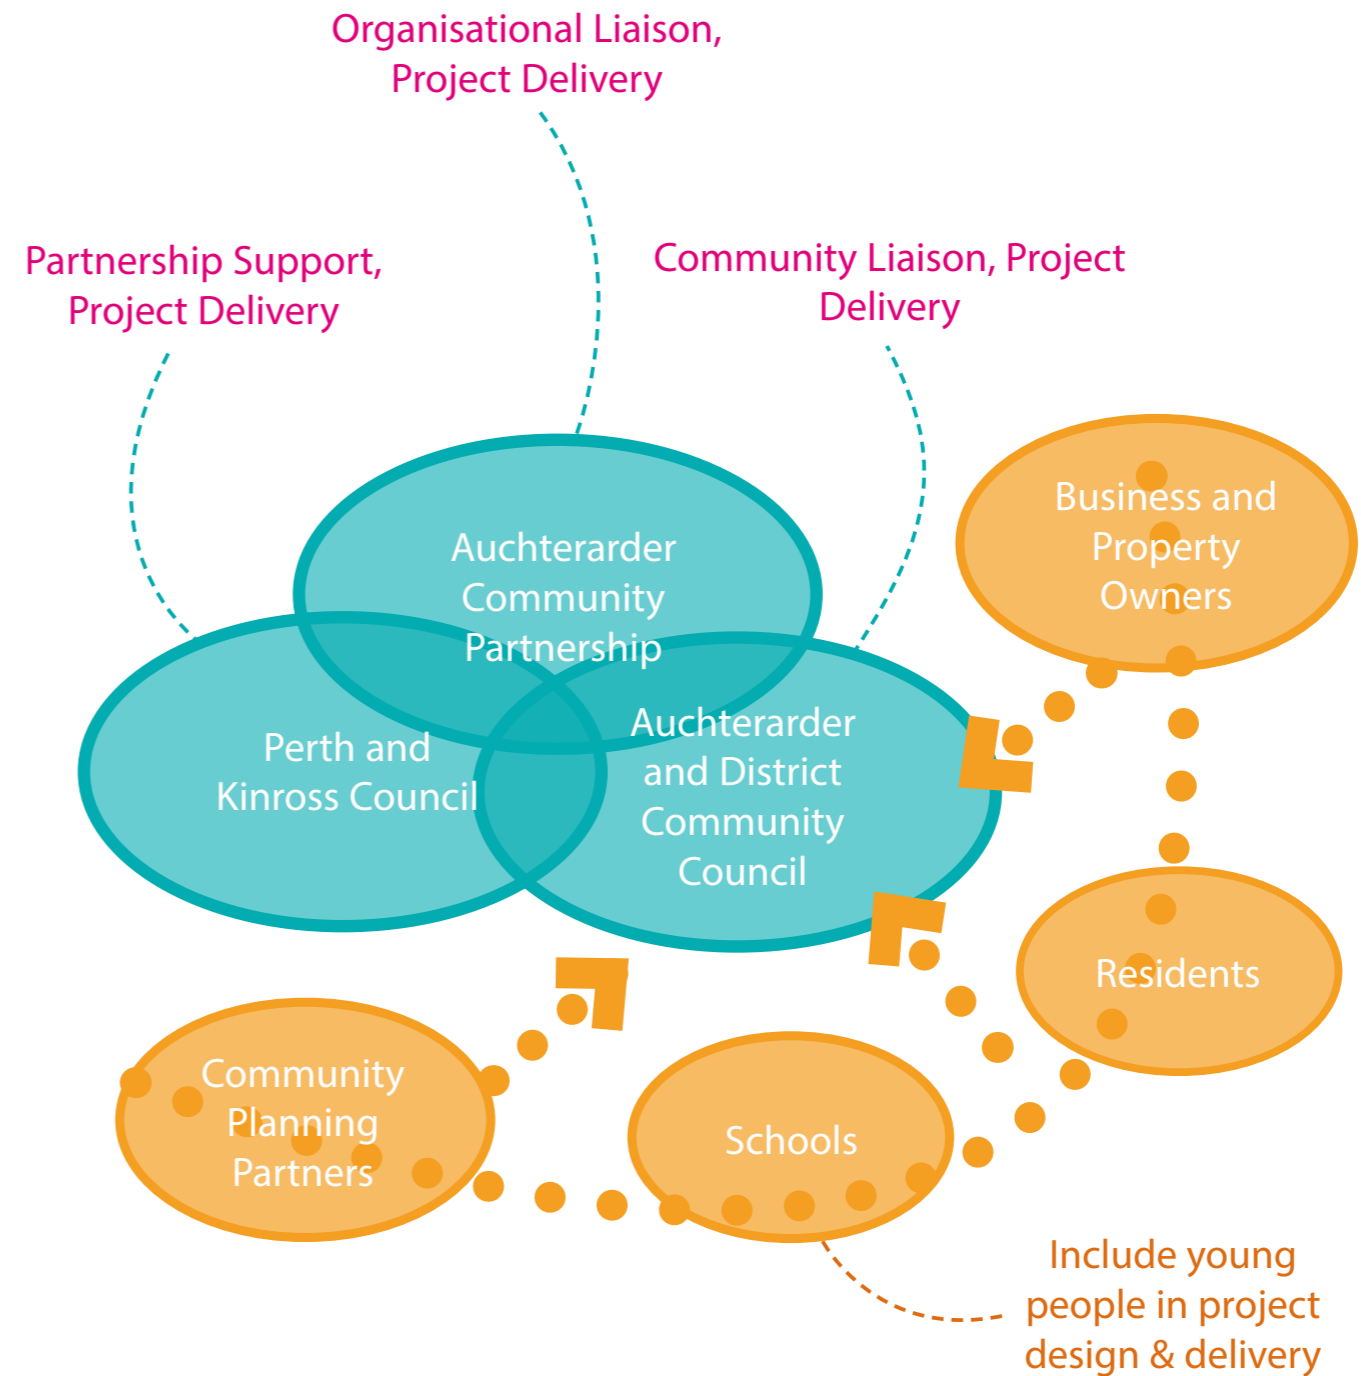 Organisational Liaison,
Project Delivery
Partnership Support,
Project Delivery
Community Liaison, Project
Delivery
Auchterarder
Community
Partnership
Business and
Property
Owners
Perth and
Kinross Council
Auchterarder
and District
Community
Council
Residents
Community
Planning
Partners
Schools
Include young
people in project
design & delivery